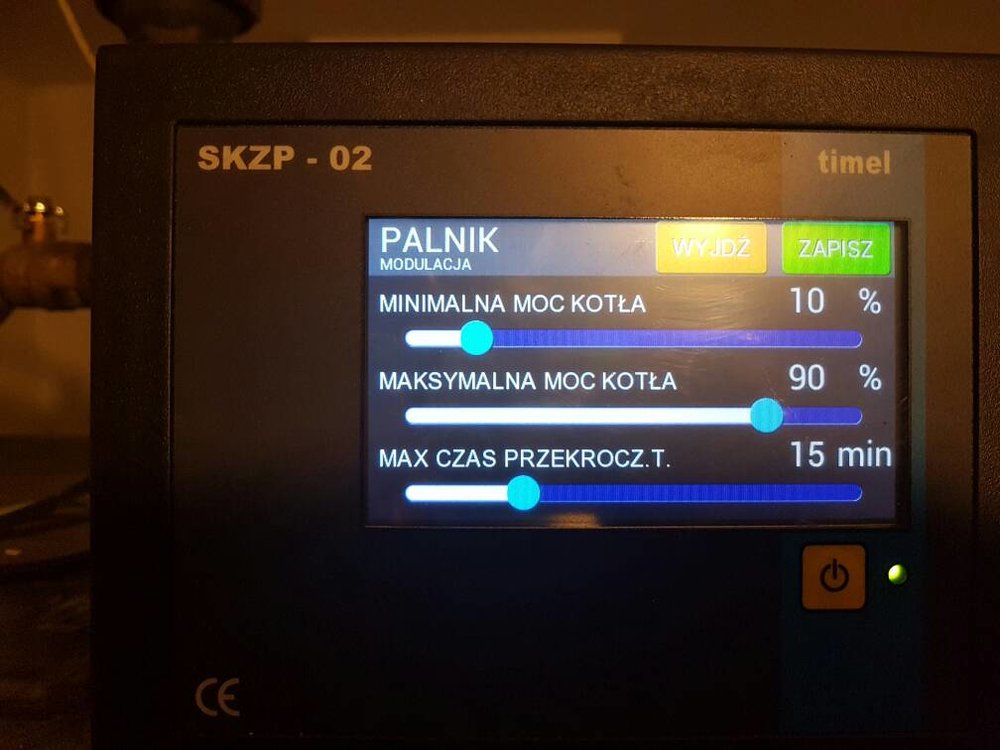 SKZP - 02 timel
PALNIK WYJDŹ ZAPISZ
MODULACJA
MINIMALNA MOC KOTŁA 10 %
MAKSYMALNA MOC KOTŁA 90 %
MAX CZAS PRZEKROCZ.T. 15 min
CE